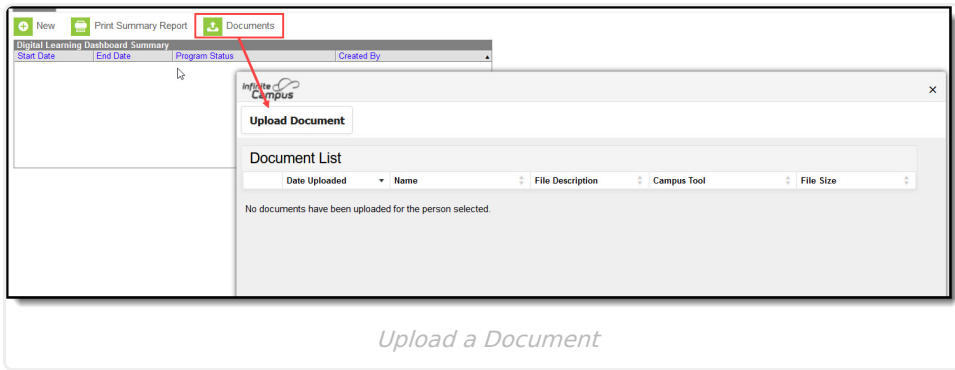 New Print Summary Report Documents
Digital Learning Dashboard Summary
Start Date End Date Program Status Created By
Infinite
Campus
×
Upload Document
Document List
Date Uploaded Name File Description Campus Tool File Size
No documents have been uploaded for the person selected.
Upload a Document